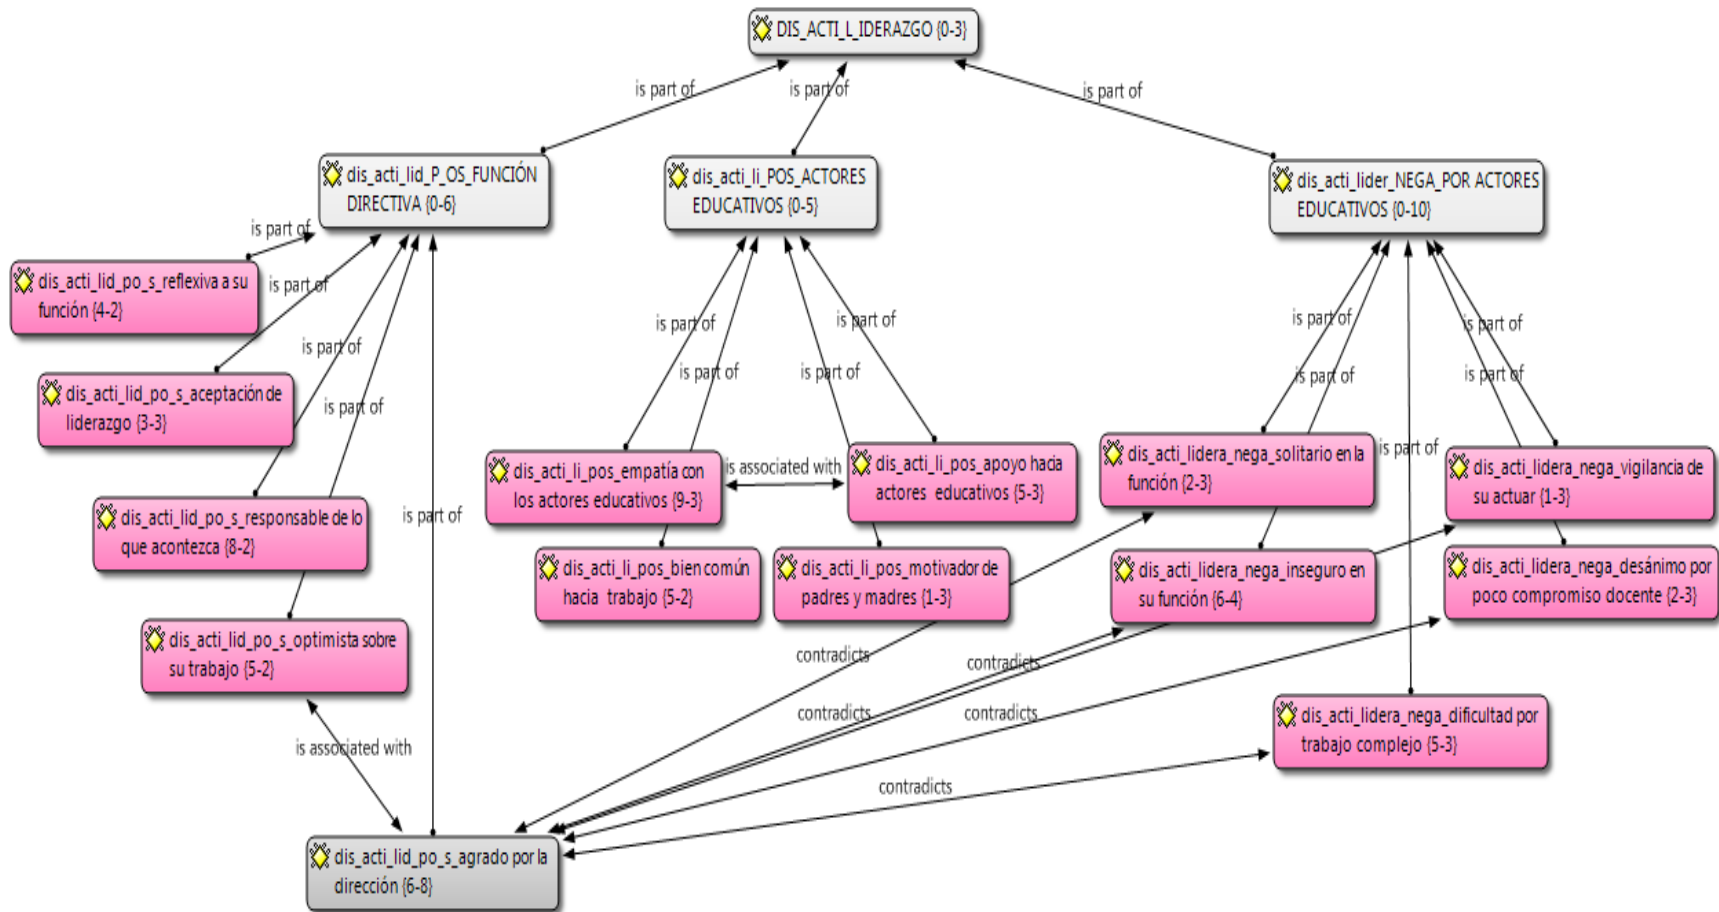 DIS_ACTI_L_IDERAZGO {0-3}
is part of
is part of
is part of
dis_acti_lid_P_OS_FUNCIÓN
DIRECTIVA {0-6}
dis_acti_li_POS_ACTORES
EDUCATIVOS {0-5}
dis_acti_lider_NEGA_POR ACTORES
EDUCATIVOS {0-10}
is part of
dis_acti_lid_po_s_reflexiva a su
función {4-2}
is part of
is part of
is part of
is part of
is part of
is part of
dis_acti_lid_po_s_aceptación de
liderazgo {3-3}
is part of
is part of
is part of
is part of
is part of
is part of
dis_acti_li_pos_empatía con
los actores educativos {9-3}
is associated with
dis_acti_li_pos_apoyo hacia
actores educativos {5-3}
dis_acti_lidera_nega_solitario en la
función {2-3}
is part of
dis_acti_lidera_nega_vigilancia de
su actuar {1-3}
dis_acti_lid_po_s_responsable de lo
que acontezca {8-2}
is part of
dis_acti_li_pos_bien común
hacia trabajo {5-2}
dis_acti_li_pos_motivador de
padres y madres {1-3}
dis_acti_lidera_nega_inseguro en
su función {6-4}
dis_acti_lidera_nega_desánimo por
poco compromiso docente {2-3}
dis_acti_lid_po_s_optimista sobre
su trabajo {5-2}
contradicts
contradicts
contradicts
contradicts
dis_acti_lidera_nega_dificultad por
trabajo complejo {5-3}
is associated with
contradicts
dis_acti_lid_po_s_agrado por la
dirección {6-8}